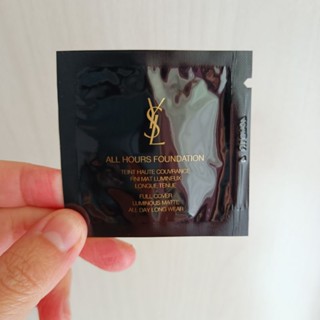 YSL
ALL HOURS FOUNDATION
TEINT HAUTE COUVRANCE
FINI MAT LUMINEUX
LONGUE TENUE
FULL COVER
LUMINOUS MATTE
ALL DAY LONG WEAR